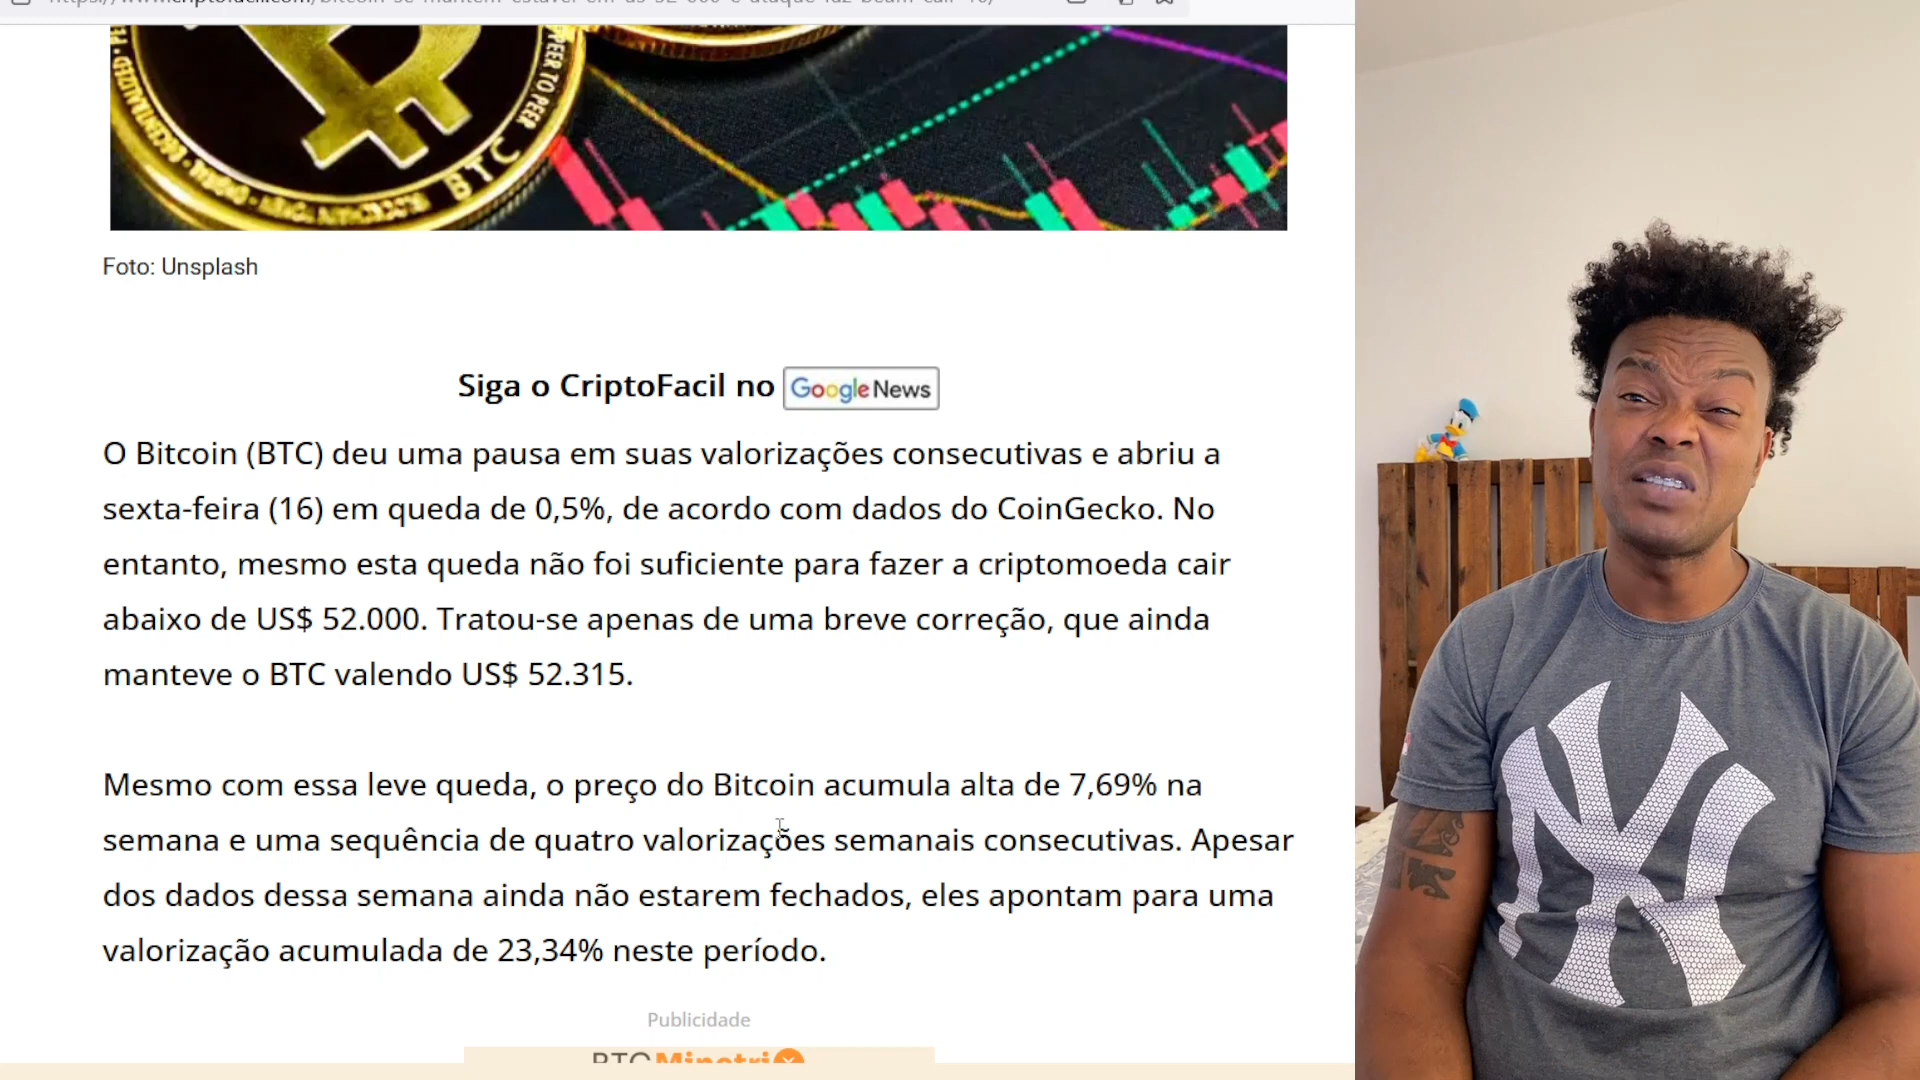 PEER TO PEER
BTC
Foto: Unsplash
Siga o CriptoFacil no Google News
O Bitcoin (BTC) deu uma pausa em suas valorizações consecutivas e abriu a
sexta-feira (16) em queda de 0,5%, de acordo com dados do CoinGecko. No
entanto, mesmo esta queda não foi suficiente para fazer a criptomoeda cair
abaixo de US$ 52.000. Tratou-se apenas de uma breve correção, que ainda
manteve o BTC valendo US$ 52.315.
Mesmo com essa leve queda, o preço do Bitcoin acumula alta de 7,69% na
semana e uma sequência de quatro valorizações semanais consecutivas. Apesar
dos dados dessa semana ainda não estarem fechados, eles apontam para uma
valorização acumulada de 23,34% neste período.
Publicidade
NY